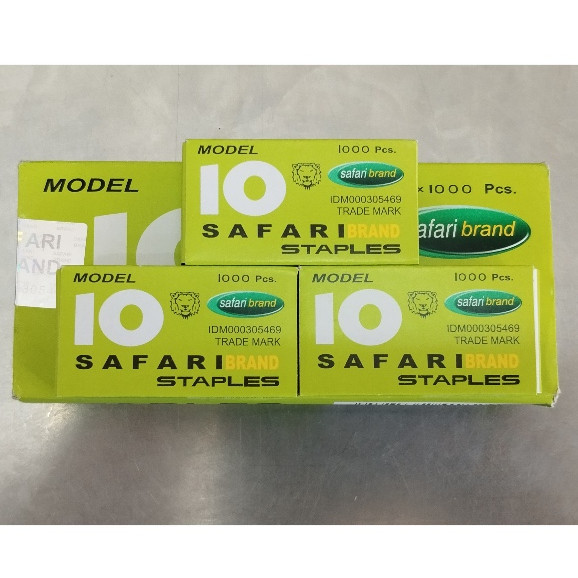 MODEL
1000 Pcs.
10
safari brand
IDM000305469
TRADE MARK
SAFARI BRAND
STAPLES
MODEL
× 1000 Pcs.
safari brand
MODEL
1000 Pcs.
10
safari brand
IDM000305469
TRADE MARK
SAFARI BRAND
STAPLES
MODEL
1000 Pcs.
10
safari brand
IDM000305469
TRADE MARK
SAFARI BRAND
STAPLES